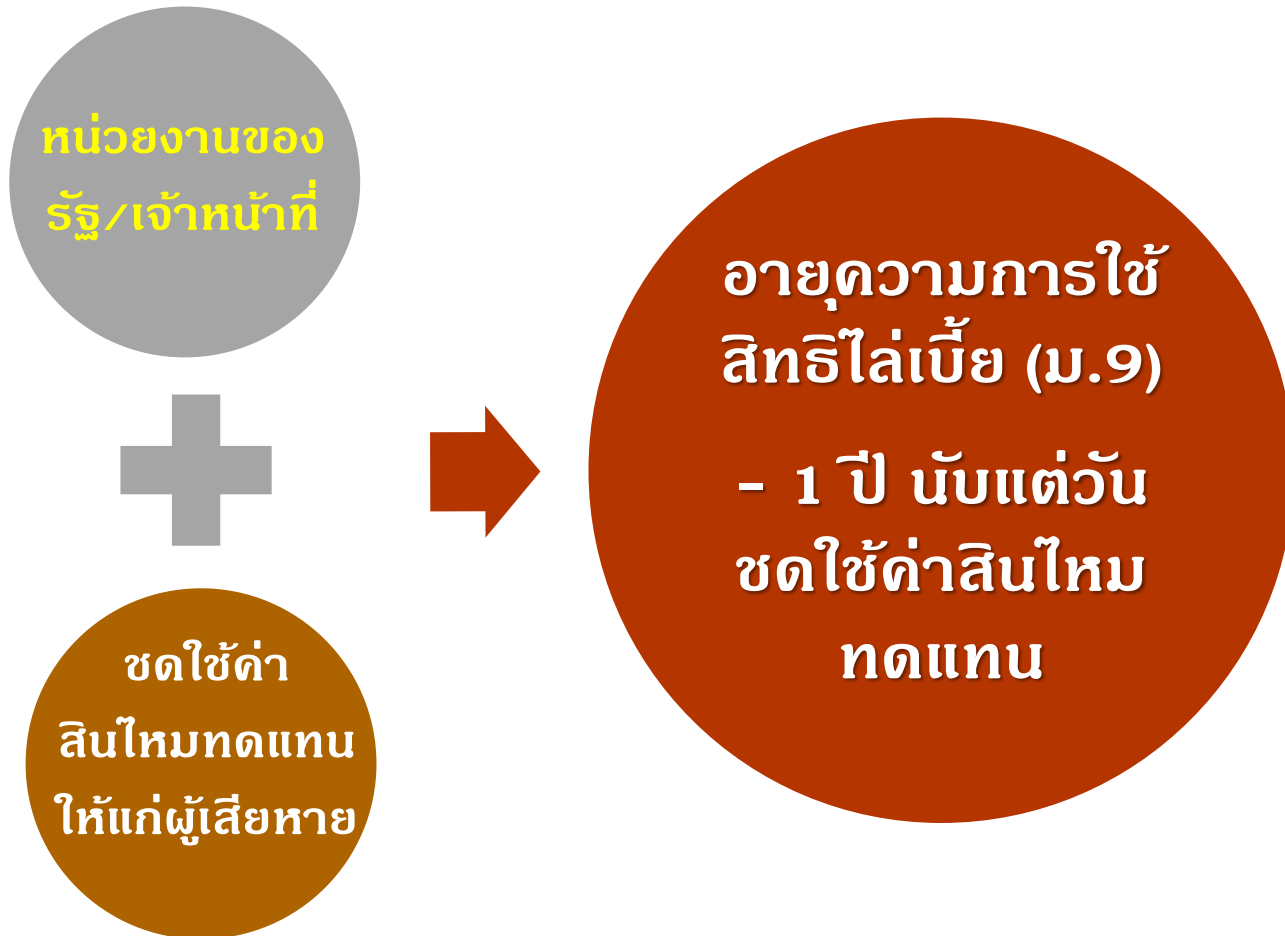 หน่วยงานของ
รัฐ/เจ้าหน้าที่
ชดใช้ค่า
สินไหมทดแทน
ให้แก่ผู้เสียหาย
อายุความการใช้
สิทธิไล่เบี้ย (ม.9)
- 1 ปี นับแต่วัน
ชดใช้ค่าสินไหม
ทดแทน